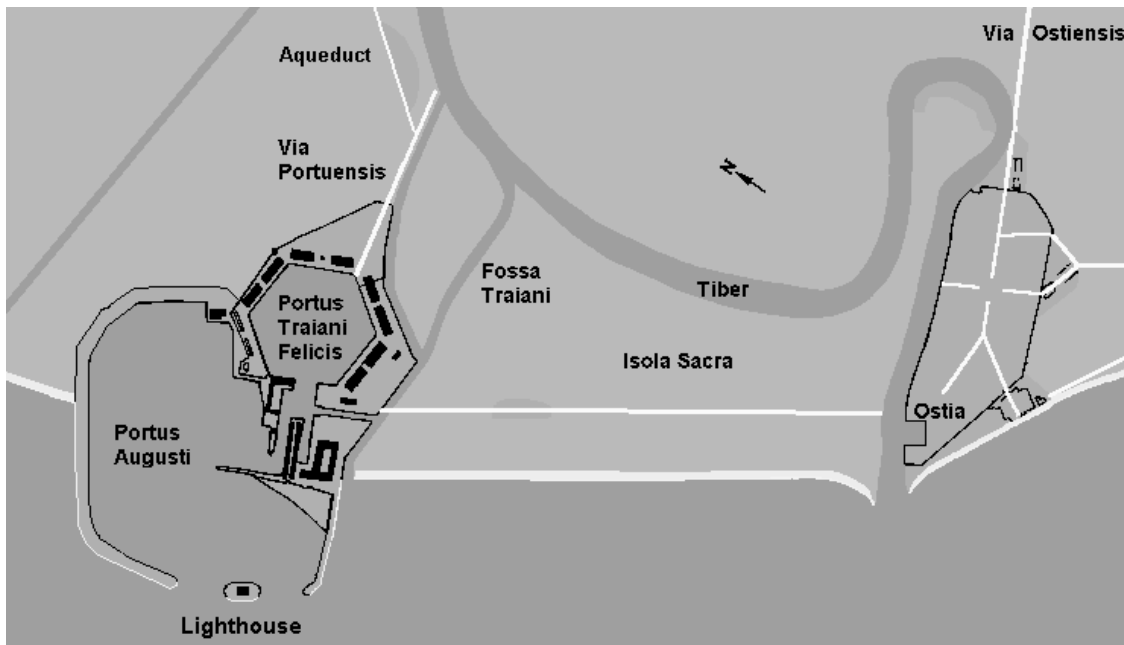 Via Ostiensis
Aqueduct
Via
Portuensis
N
Fossa
Traiani
Tiber
Portus
Traiani
Felicis
Isola Sacra
Ostia
Portus
Augusti
Lighthouse